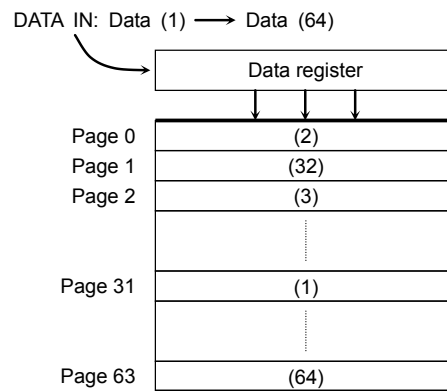 DATA IN: Data (1) Data (64)
Data register
Page 0 (2)
Page 1 (32)
Page 2 (3)
Page 31 (1)
Page 63 (64)